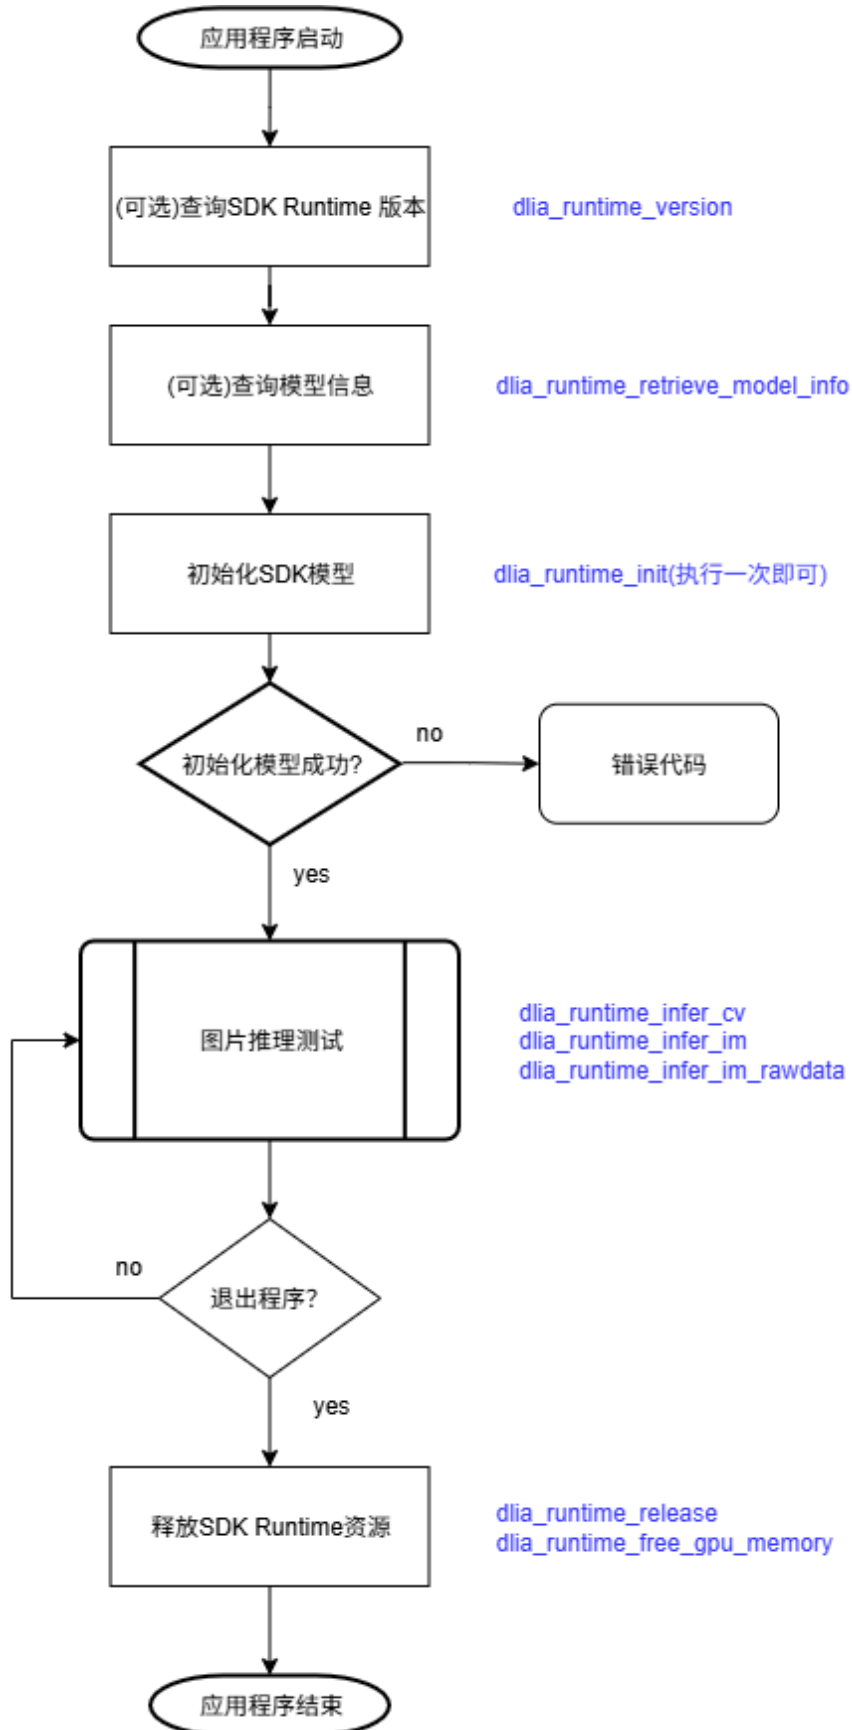 应用程序启动
(可选)查询SDK Runtime 版本
dlia_runtime_version
(可选)查询模型信息
dlia_runtime_retrieve_model_info
初始化SDK模型
dlia_runtime_init(执行一次即可)
初始化模型成功?
no
错误代码
yes
图片推理测试
dlia_runtime_infer_cv
dlia_runtime_infer_im
dlia_runtime_infer_im_rawdata
no
退出程序?
yes
释放SDK Runtime资源
dlia_runtime_release
dlia_runtime_free_gpu_memory
应用程序结束